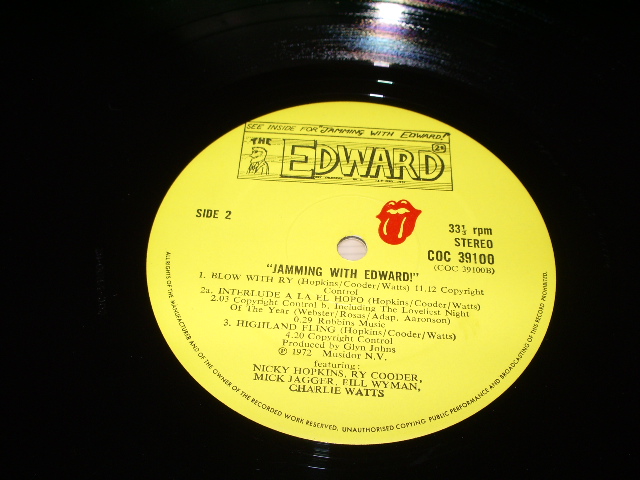 SEE INSIDE FOR "JAMMING WITH EDWARD!"
THE EDWARD
SIDE 2
33⅓ rpm
STEREO
COC 39100
(COC 39100B)
"JAMMING WITH EDWARD!"
1. BLOW WITH RY (Hopkins/Cooder/Watts) 11.12 Copyright
Control
2a. INTERLUDE A LA EL HOPO (Hopkins/Cooder/Watts)
2.03 Copyright Control b. Including The Loveliest Night
Of The Year (Webster/Rosas/Adap, Aaronson)
0.29 Robbins Music
3. HIGHLAND FLING (Hopkins/Cooder/Watts)
4.20 Copyright Control
Produced by Glyn Johns
℗ 1972 Musidor N.V.
featuring:
NICKY HOPKINS, RY COODER,
MICK JAGGER, BILL WYMAN,
CHARLIE WATTS
ALL RIGHTS OF THE MANUFACTURER AND OF THE OWNER OF THE RECORDED WORK RESERVED. UNAUTHORISED COPYING PUBLIC PERFORMANCE AND BROADCASTING OF THIS RECORD PROHIBITED.